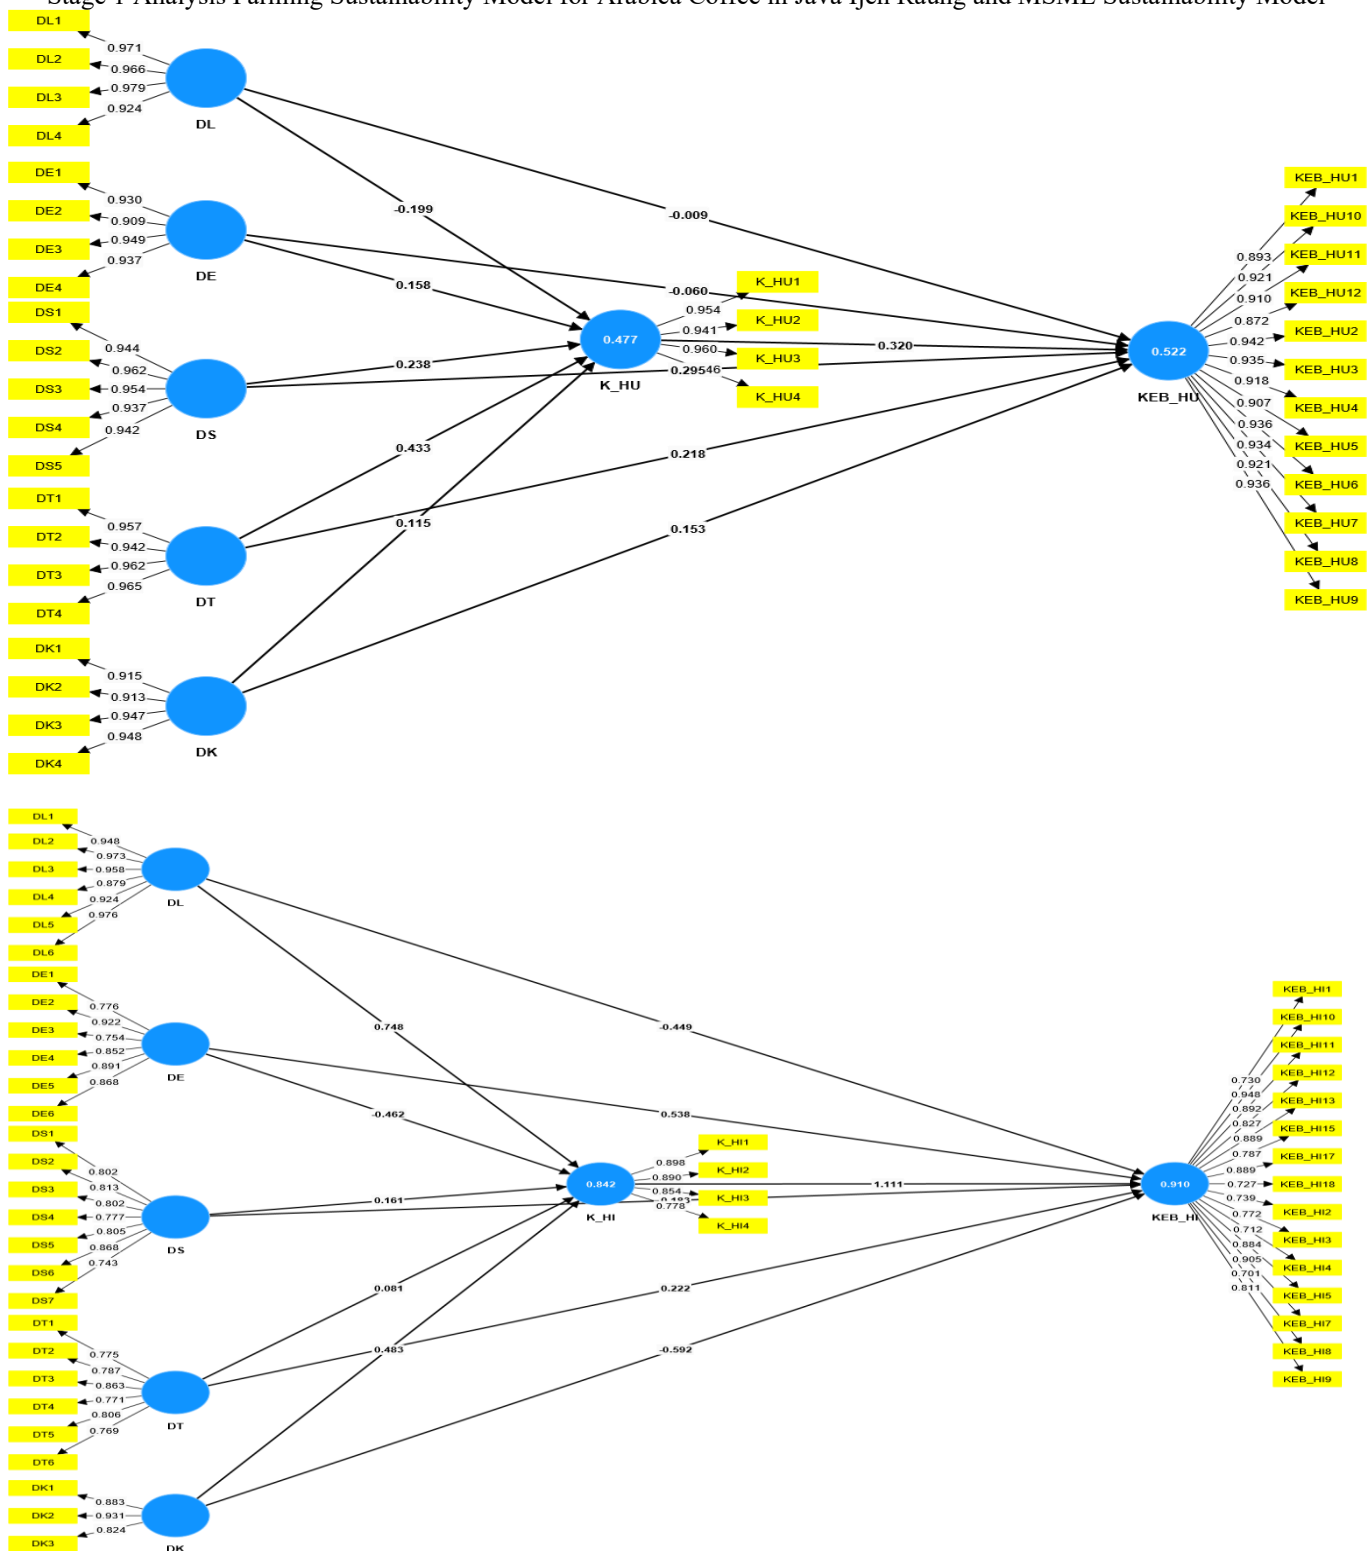 Stage 1 Analysis Farming Sustainability Model for Arabica Coffee in Java Ijen Raung and MSME Sustainability Model
DL1
DL2
DL3
DL4
0.971
0.966
0.979
0.924
DL
DE1
DE2
DE3
DE4
0.930
0.909
0.949
0.937
DE
DS1
DS2
DS3
DS4
DS5
0.944
0.962
0.954
0.937
0.942
DS
DT1
DT2
DT3
DT4
0.957
0.942
0.962
0.965
DT
DK1
DK2
DK3
DK4
0.915
0.913
0.947
0.948
DK
-0.199
0.158
0.238
0.433
0.115
-0.009
-0.060
0.320
0.295
46
0.218
0.153
0.477
K_HU
0.954
0.941
0.960
K_HU1
K_HU2
K_HU3
K_HU4
0.522
KEB_HU
0.893
0.921
0.910
0.872
0.942
0.935
0.918
0.907
0.936
0.934
0.921
0.936
KEB_HU1
KEB_HU10
KEB_HU11
KEB_HU12
KEB_HU2
KEB_HU3
KEB_HU4
KEB_HU5
KEB_HU6
KEB_HU7
KEB_HU8
KEB_HU9
DL1
DL2
DL3
DL4
DL5
DL6
0.948
0.973
0.958
0.879
0.924
0.976
DL
DE1
DE2
DE3
DE4
DE5
DE6
0.776
0.922
0.754
0.852
0.891
0.868
DE
DS1
DS2
DS3
DS4
DS5
DS6
DS7
0.802
0.813
0.802
0.777
0.805
0.868
0.743
DS
DT1
DT2
DT3
DT4
DT5
DT6
0.775
0.787
0.863
0.771
0.806
0.769
DT
DK1
DK2
DK3
0.883
0.931
0.824
DK
0.748
-0.462
0.161
0.081
0.483
-0.449
0.538
1.111
0.222
-0.592
0.842
K_HI
0.898
0.890
0.854
0.778
K_HI1
K_HI2
K_HI3
K_HI4
0.910
KEB_HI
0.730
0.948
0.892
0.827
0.889
0.787
0.889
0.727
0.739
0.772
0.712
0.884
0.905
0.701
0.811
KEB_HI1
KEB_HI10
KEB_HI11
KEB_HI12
KEB_HI13
KEB_HI15
KEB_HI17
KEB_HI18
KEB_HI2
KEB_HI3
KEB_HI4
KEB_HI5
KEB_HI7
KEB_HI8
KEB_HI9